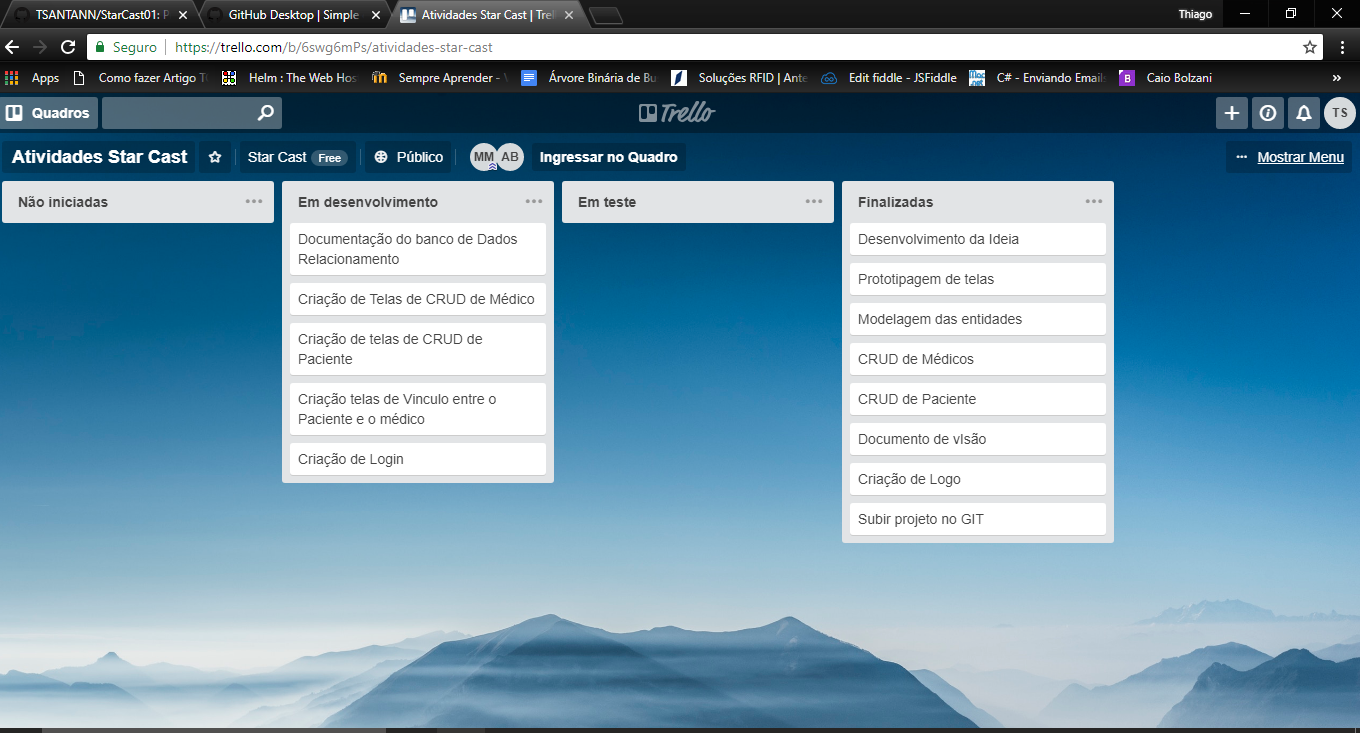 TSANTANN/StarCast01: P
GitHub Desktop | Simple
Atividades Star Cast | Trel
Thiago
Seguro
https://trello.com/b/6swg6mPs/atividades-star-cast
Apps
Como fazer Artigo T
Helm : The Web Hos
Sempre Aprender -
Árvore Binária de Bu
Soluções RFID | Ante
Edit fiddle - JSFiddle
C# - Enviando Emails
B
Caio Bolzani
»
Quadros
Trello
TS
Atividades Star Cast
Star Cast Free
Público
MM
AB
Ingressar no Quadro
Mostrar Menu
Não iniciadas
Em desenvolvimento
Documentação do banco de Dados
Relacionamento
Criação de Telas de CRUD de Médico
Criação de telas de CRUD de
Paciente
Criação telas de Vinculo entre o
Paciente e o médico
Criação de Login
Em teste
Finalizadas
Desenvolvimento da Ideia
Prototipagem de telas
Modelagem das entidades
CRUD de Médicos
CRUD de Paciente
Documento de vIsão
Criação de Logo
Subir projeto no GIT